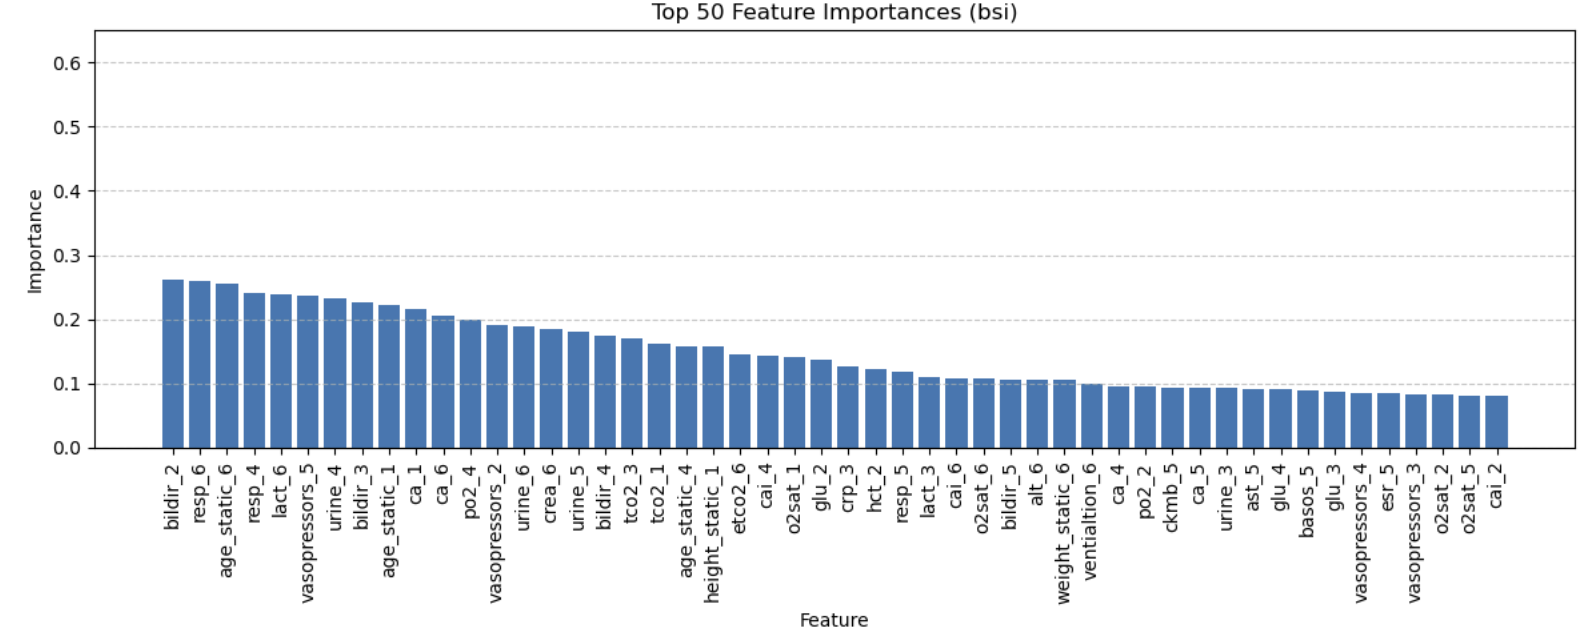 Top 50 Feature Importances (bsi)
Importance
0.6
0.5
0.4
0.3
0.2
0.1
0.0
bildir_2
resp_6
age_static_6
resp_4
lact_6
vasopressors_5
urine_4
bildir_3
age_static_1
ca_1
ca_6
po2_4
vasopressors_2
urine_6
crea_6
urine_5
bildir_4
tco2_3
tco2_1
age_static_4
height_static_1
etco2_6
cai_4
o2sat_1
glu_2
crp_3
hct_2
resp_5
lact_3
cai_6
o2sat_6
bildir_5
alt_6
weight_static_6
ventialtion_6
ca_4
po2_2
ckmb_5
ca_5
urine_3
ast_5
glu_4
basos_5
glu_3
vasopressors_4
esr_5
vasopressors_3
o2sat_2
o2sat_5
cai_2
Feature